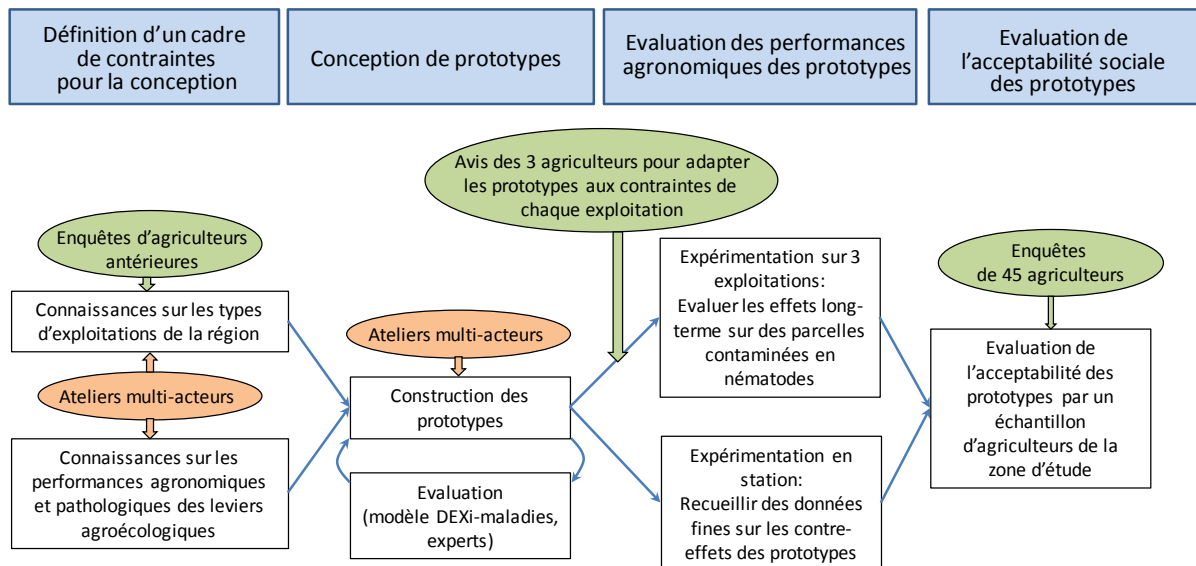 Définition d'un cadre
de contraintes
pour la conception
Conception de prototypes
Evaluation des performances
agronomiques des prototypes
Evaluation de
l'acceptabilité sociale
des prototypes
Avis des 3 agriculteurs pour adapter
les prototypes aux contraintes de
chaque exploitation
Enquêtes d'agriculteurs
antérieures
Connaissances sur les types
d'exploitations de la région
Ateliers multi-acteurs
Connaissances sur les
performances agronomiques
et pathologiques des leviers
agroécologiques
Ateliers multi-acteurs
Construction des
prototypes
Evaluation
(modèle DEXi-maladies,
experts)
Expérimentation sur 3
exploitations:
Evaluer les effets long-
terme sur des parcelles
contaminées en
nématodes
Expérimentation en
station:
Recueillir des données
fines sur les contre-
effets des prototypes
Enquêtes
de 45 agriculteurs
Evaluation de
l'acceptabilité des
prototypes par un
échantillon
d'agriculteurs de la
zone d'étude